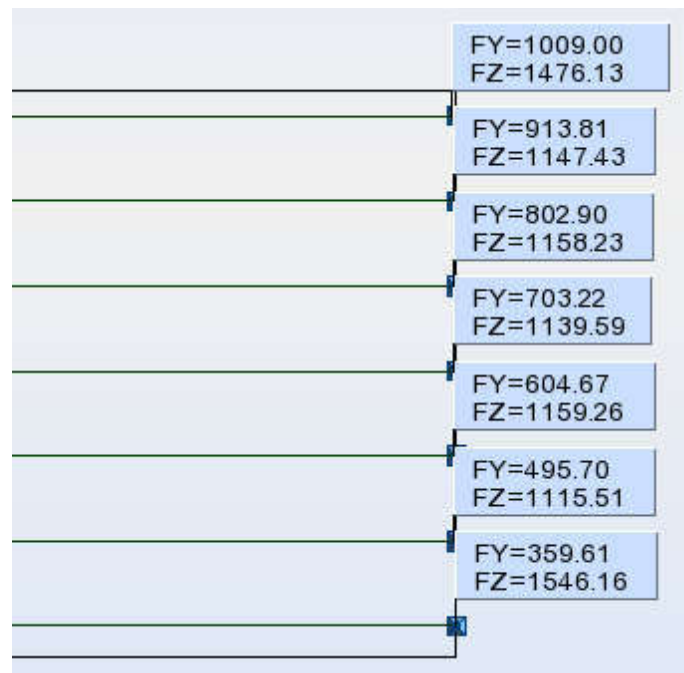 FY=1009.00
FZ=1476.13
FY=913.81
FZ=1147.43
FY=802.90
FZ=1158.23
FY=703.22
FZ=1139.59
FY=604.67
FZ=1159.26
FY=495.70
FZ=1115.51
FY=359.61
FZ=1546.16